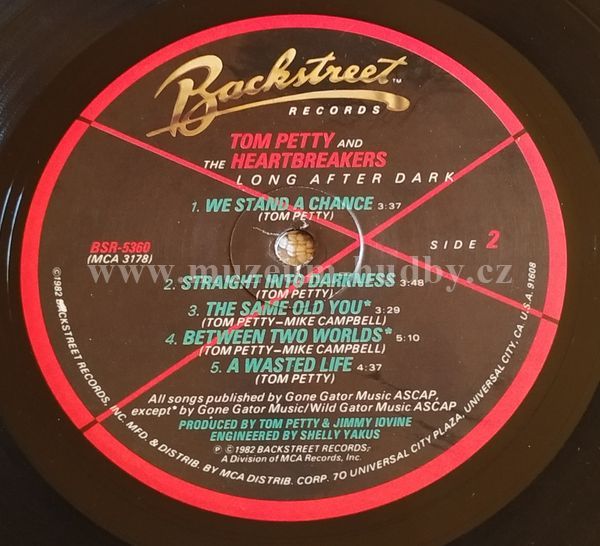 Backstreet™
RECORDS
TOM PETTY AND
THE HEARTBREAKERS
LONG AFTER DARK
1. WE STAND A CHANCE 3:37
(TOM PETTY)
BSR-5360
(MCA 3178)
SIDE 2
www.muzeum-hudby.cz
2. STRAIGHT INTO DARKNESS 3:48
(TOM PETTY)
3. THE SAME OLD YOU* 3:29
(TOM PETTY–MIKE CAMPBELL)
4. BETWEEN TWO WORLDS* 5:10
(TOM PETTY–MIKE CAMPBELL)
5. A WASTED LIFE 4:37
(TOM PETTY)
All songs published by Gone Gator Music ASCAP,
except* by Gone Gator Music/Wild Gator Music ASCAP
PRODUCED BY TOM PETTY & JIMMY IOVINE
ENGINEERED BY SHELLY YAKUS
℗ © 1982 BACKSTREET RECORDS,
A Division of MCA Records, Inc.
©1982 BACKSTREET RECORDS, INC. MFD. & DISTRIB. BY MCA DISTRIB. CORP. 70 UNIVERSAL CITY PLAZA, UNIVERSAL CITY, CA. U.S.A. 91608